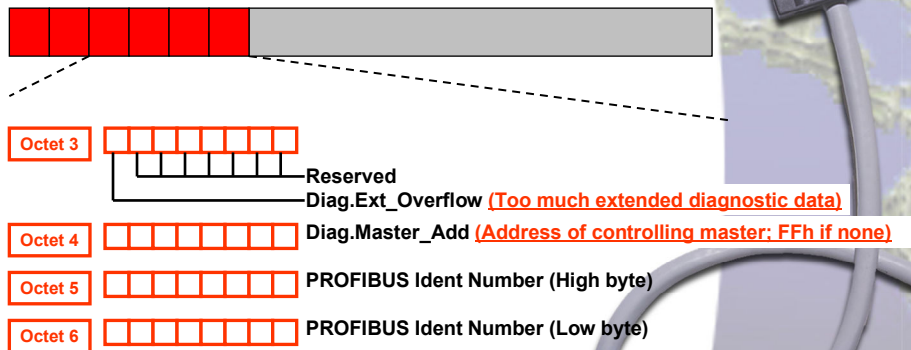 Octet 3
Reserved
Diag.Ext_Overflow (Too much extended diagnostic data)
Octet 4 Diag.Master_Add (Address of controlling master; FFh if none)
Octet 5 PROFIBUS Ident Number (High byte)
Octet 6 PROFIBUS Ident Number (Low byte)